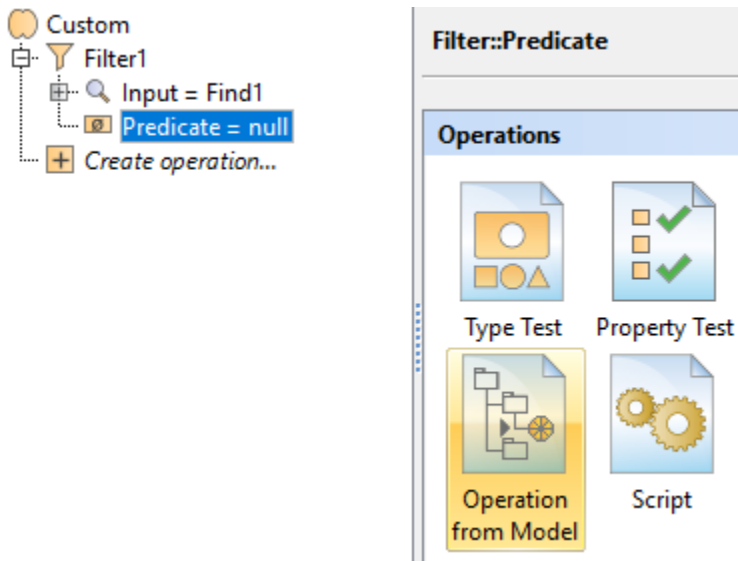 Custom
Filter1
Input = Find1
Predicate = null
Create operation...
Filter::Predicate
Operations
Type Test
Property Test
Operation
from Model
Script